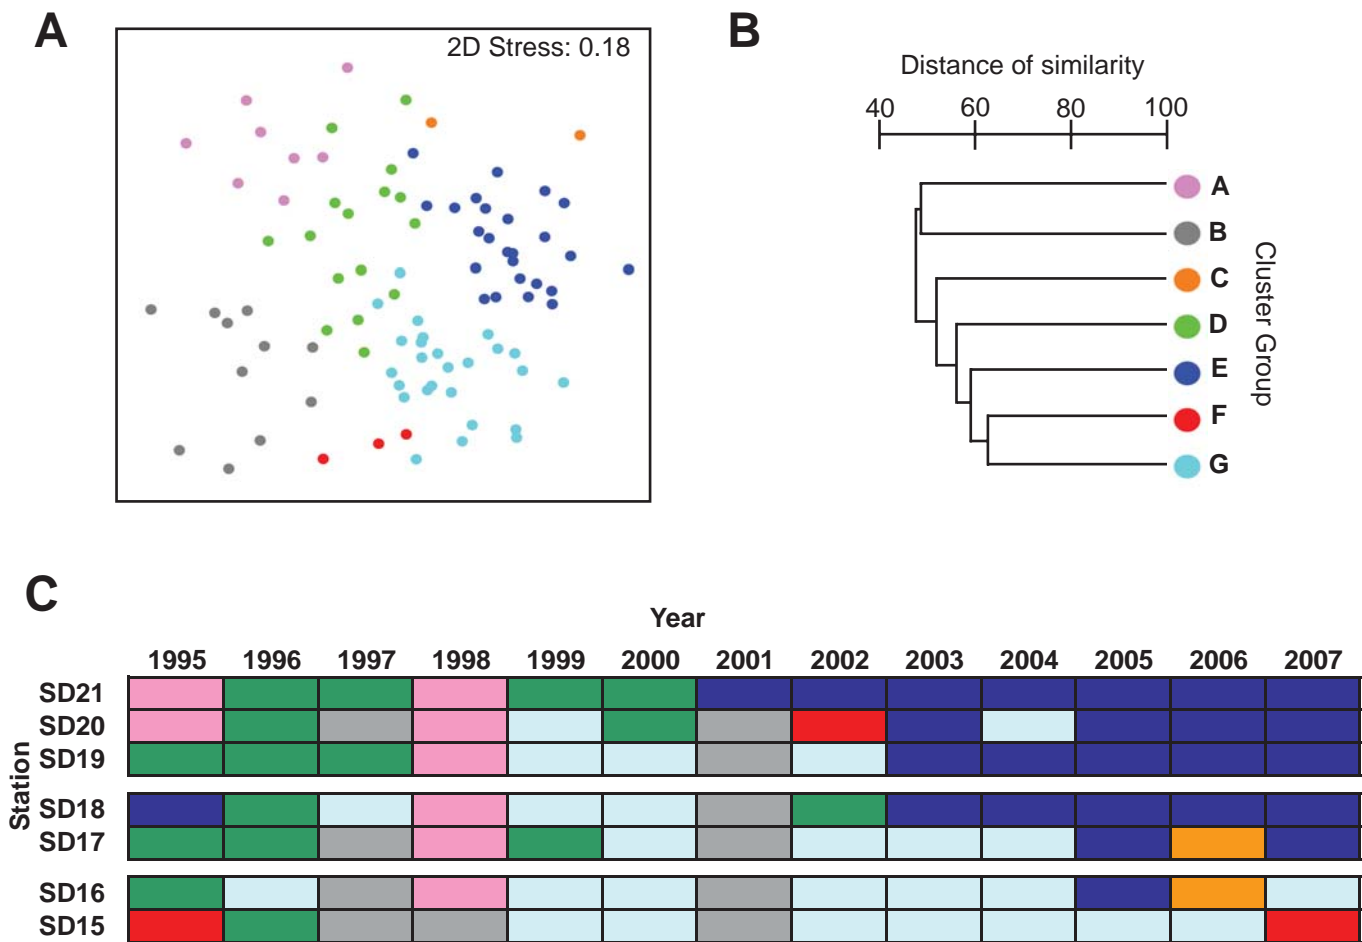 A
2D Stress: 0.18
B
Distance of similarity
40 60 80 100
A
B
C
D
E
F
G
Cluster Group
C
Year
1995 1996 1997 1998 1999 2000 2001 2002 2003 2004 2005 2006 2007
Station
SD21
SD20
SD19
SD18
SD17
SD16
SD15